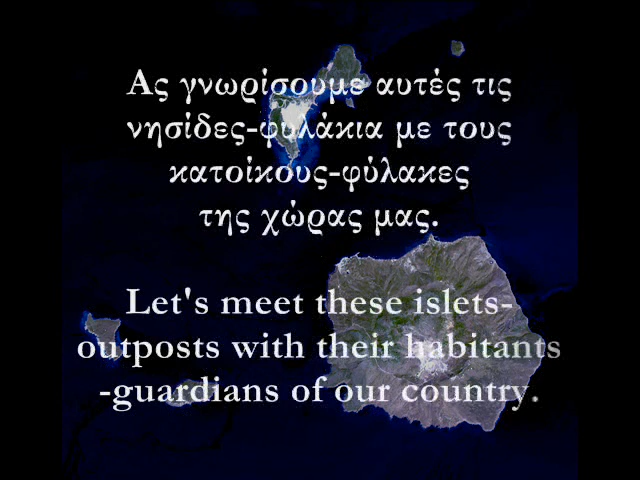 Ας γνωρίσουμε αυτές τις
νησίδες-φυλάκια με τους
κατοίκους-φύλακες
της χώρας μας.
Let's meet these islets-
outposts with their habitants
-guardians of our country.